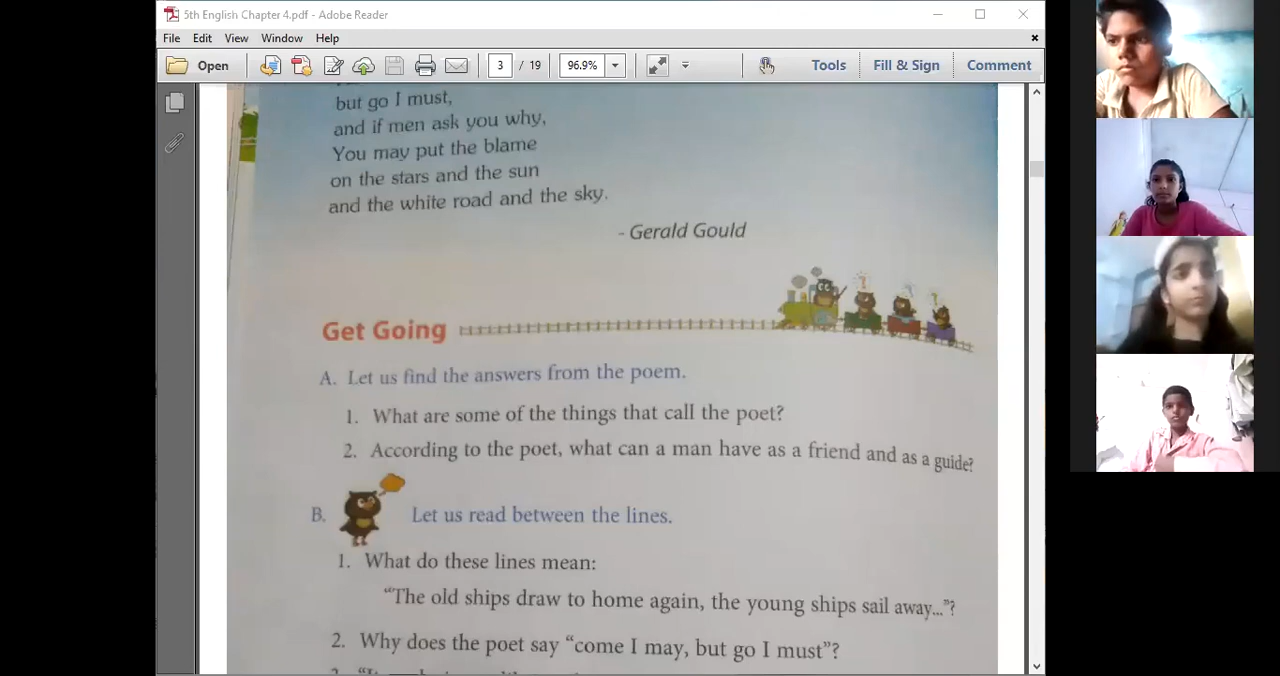 5th English Chapter 4.pdf - Adobe Reader
File Edit View Window Help
Open 3 / 19 96.9% Tools Fill & Sign Comment
but go I must,
and if men ask you why,
You may put the blame
on the stars and the sun
and the white road and the sky.
- Gerald Gould
Get Going
A. Let us find the answers from the poem.
1. What are some of the things that call the poet?
2. According to the poet, what can a man have as a friend and as a guide?
B. Let us read between the lines.
1. What do these lines mean:
"The old ships draw to home again, the young ships sail away..."?
2. Why does the poet say "come I may, but go I must"?